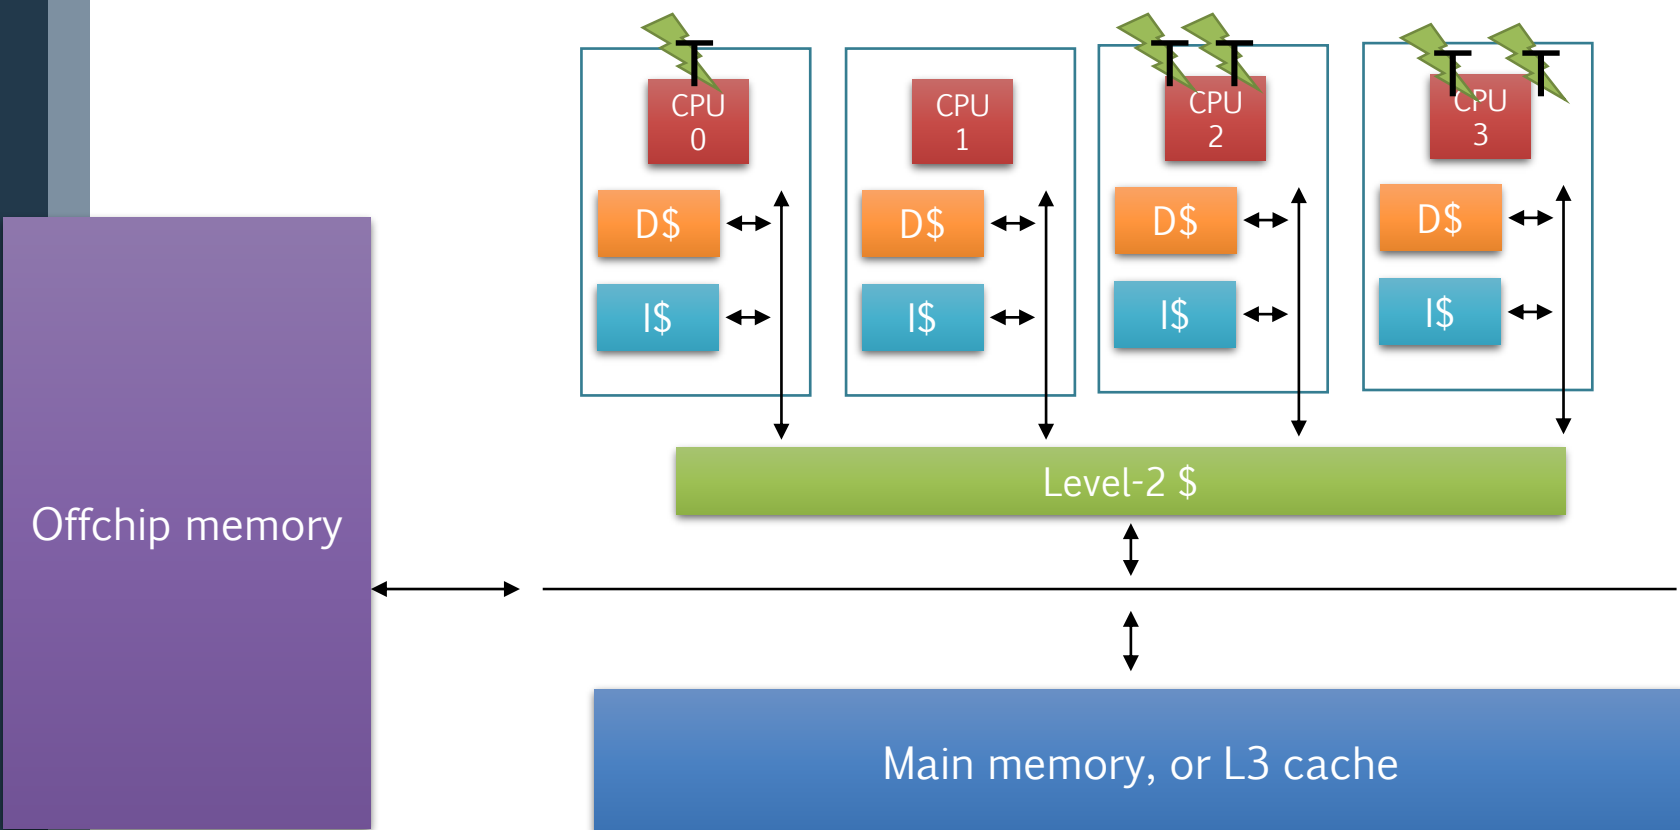 T
T
T
T
T
CPU
0
CPU
1
CPU
2
CPU
3
D$
D$
D$
D$
I$
I$
I$
I$
Level-2 $
Offchip memory
Main memory, or L3 cache